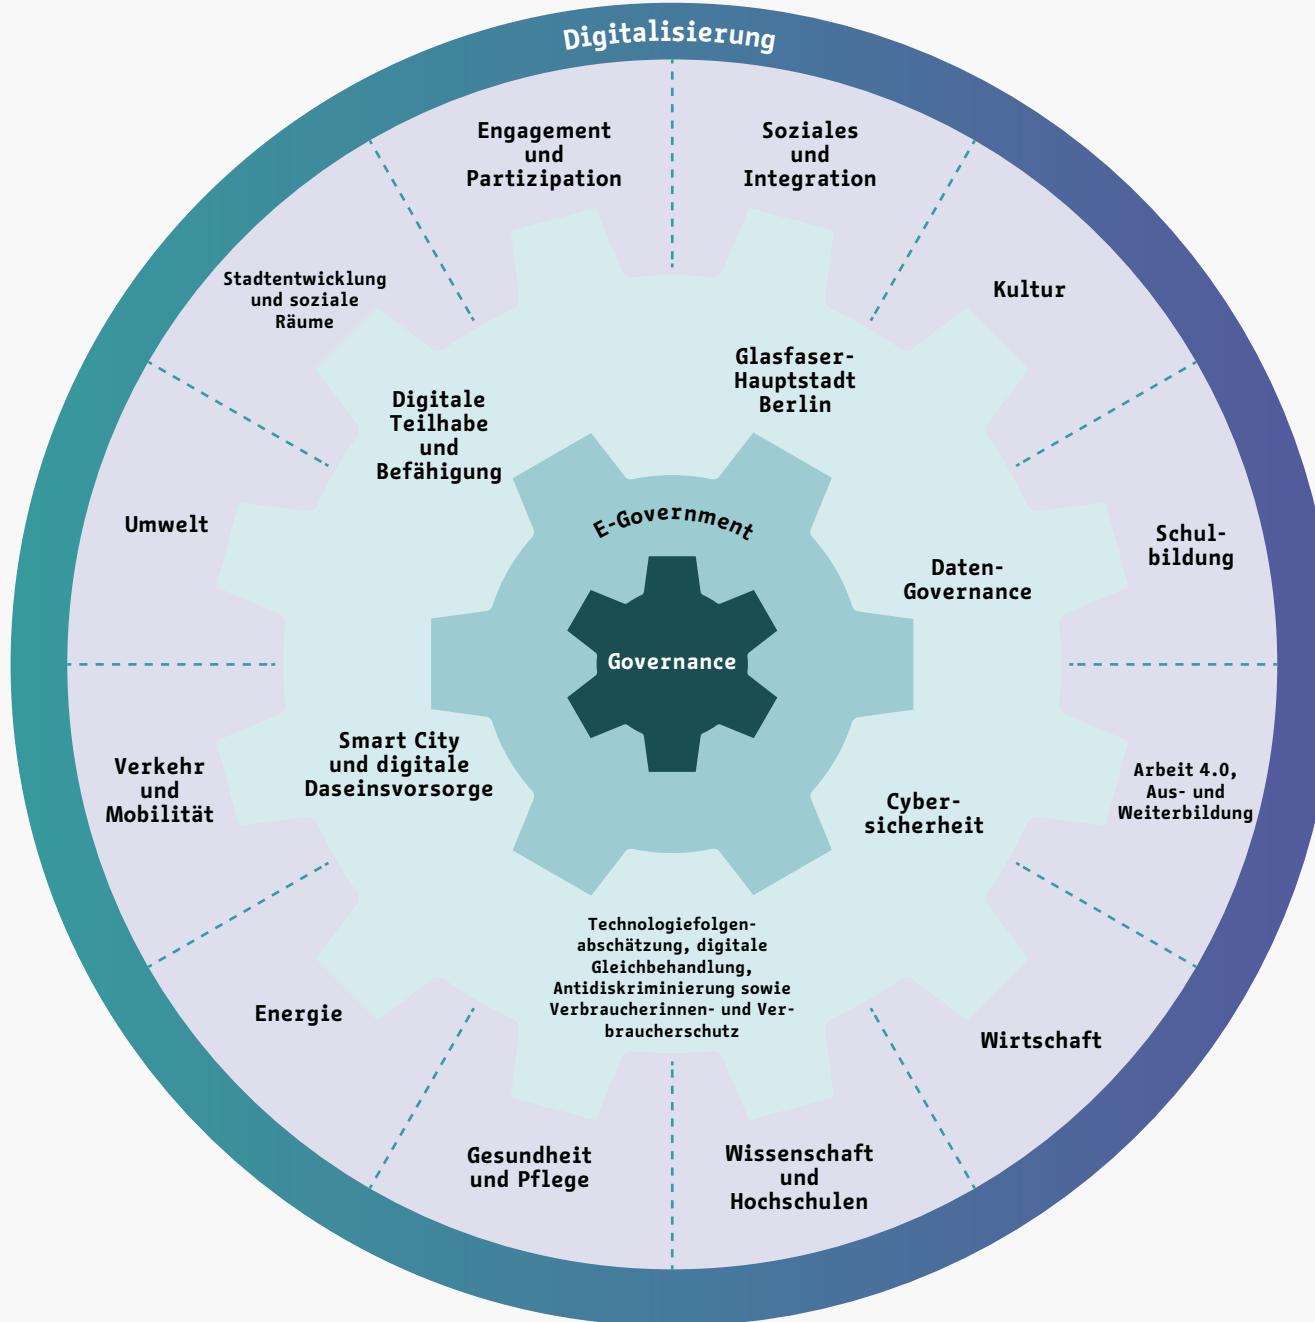 Digitalisierung
Engagement
und
Partizipation
Soziales
und
Integration
Stadtentwicklung
und soziale
Räume
Kultur
Glasfaser-
Hauptstadt
Berlin
Digitale
Teilhabe
und
Befähigung
E-Government
Umwelt
Schul-
bildung
Daten-
Governance
Governance
Smart City
und digitale
Daseinsvorsorge
Verkehr
und
Mobilität
Arbeit 4.0,
Aus- und
Weiterbildung
Cyber-
sicherheit
Technologiefolgen-
abschätzung, digitale
Gleichbehandlung,
Antidiskriminierung sowie
Verbraucherinnen- und Ver-
braucherschutz
Energie
Wirtschaft
Gesundheit
und Pflege
Wissenschaft
und
Hochschulen